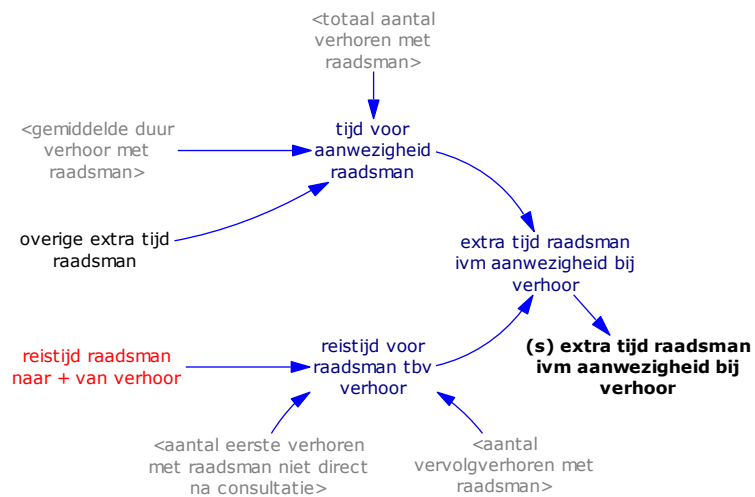 <totaal aantal
verhoren met
raadsman>
<gemiddelde duur
verhoor met
raadsman>
tijd voor
aanwezigheid
raadsman
overige extra tijd
raadsman
extra tijd raadsman
ivm aanwezigheid bij
verhoor
reistijd raadsman
naar + van verhoor
reistijd voor
raadsman tbv
verhoor
(s) extra tijd raadsman
ivm aanwezigheid bij
verhoor
<aantal eerste verhoren
met raadsman niet direct
na consultatie>
<aantal
vervolgverhoren met
raadsman>